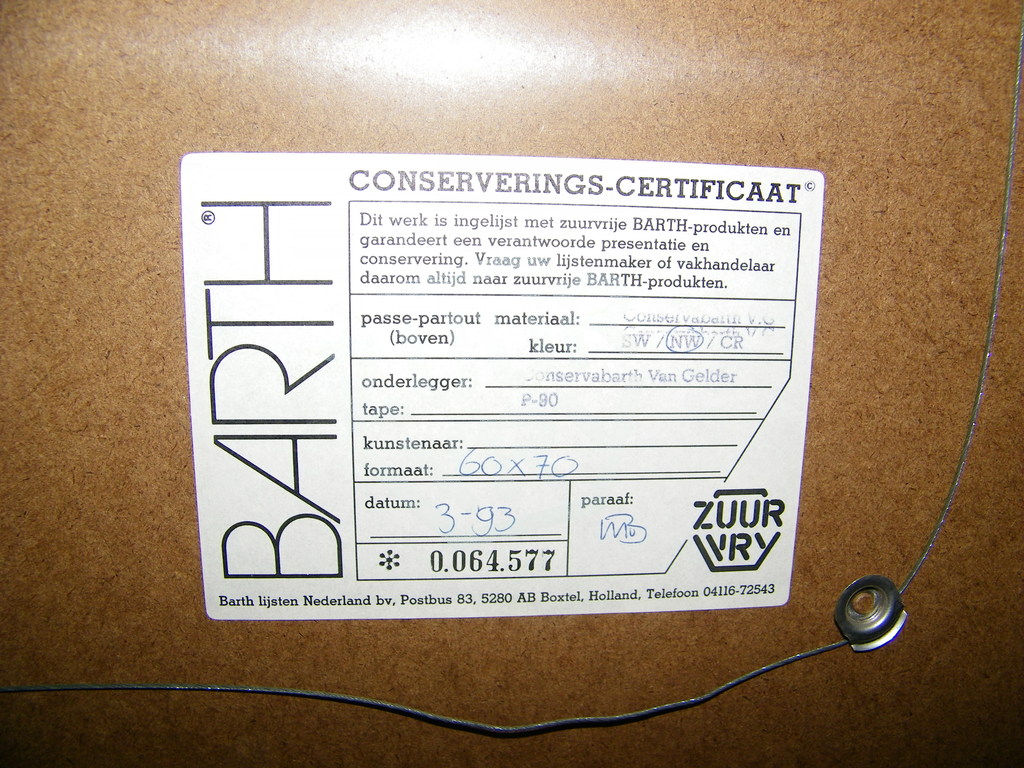 BARTH®
CONSERVERINGS-CERTIFICAAT©
Dit werk is ingelijst met zuurvrije BARTH-produkten en
garandeert een verantwoorde presentatie en
conservering. Vraag uw lijstenmaker of vakhandelaar
daarom altijd naar zuurvrije BARTH-produkten.
passe-partout materiaal: Conservabarth V.G
(boven) kleur: SW / NW / CR
onderlegger: Conservabarth Van Gelder
tape: P-90
kunstenaar:
formaat: 60x70
datum: 3-93
paraaf:
ZUUR
VRY
* 0.064.577
Barth lijsten Nederland bv, Postbus 83, 5280 AB Boxtel, Holland, Telefoon 04116-72543